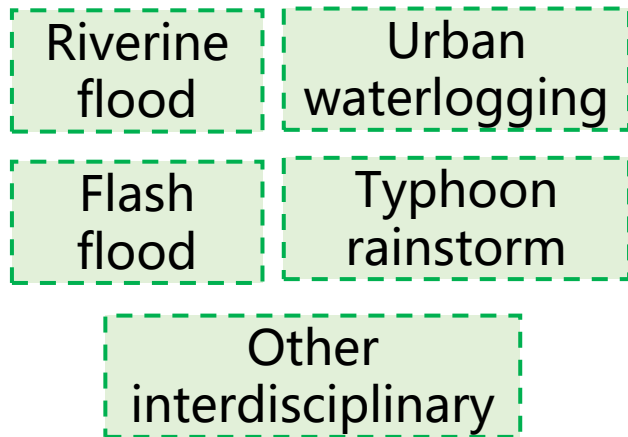 Riverine
flood
Urban
waterlogging
Flash
flood
Typhoon
rainstorm
Other
interdisciplinary